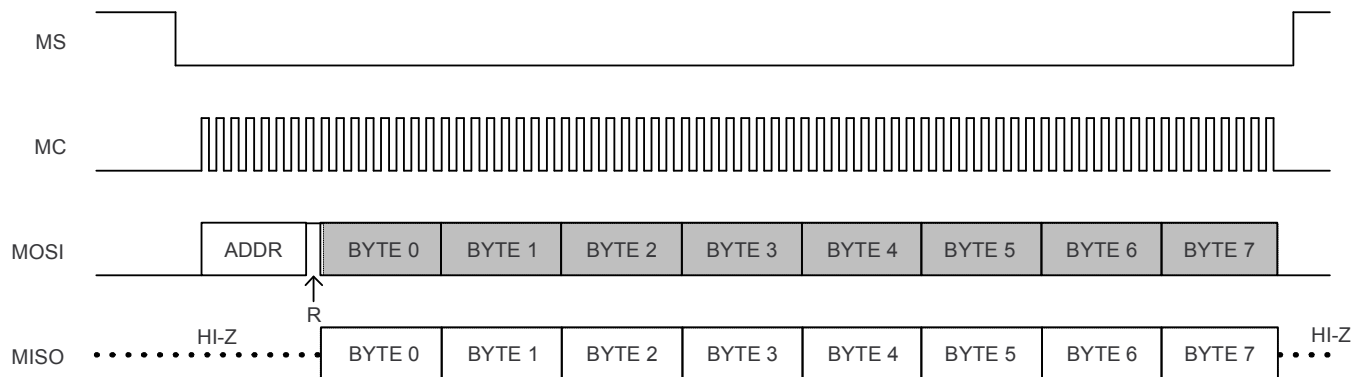 MS
MC
MOSI ADDR BYTE 0 BYTE 1 BYTE 2 BYTE 3 BYTE 4 BYTE 5 BYTE 6 BYTE 7
R
HI-Z HI-Z
MISO BYTE 0 BYTE 1 BYTE 2 BYTE 3 BYTE 4 BYTE 5 BYTE 6 BYTE 7